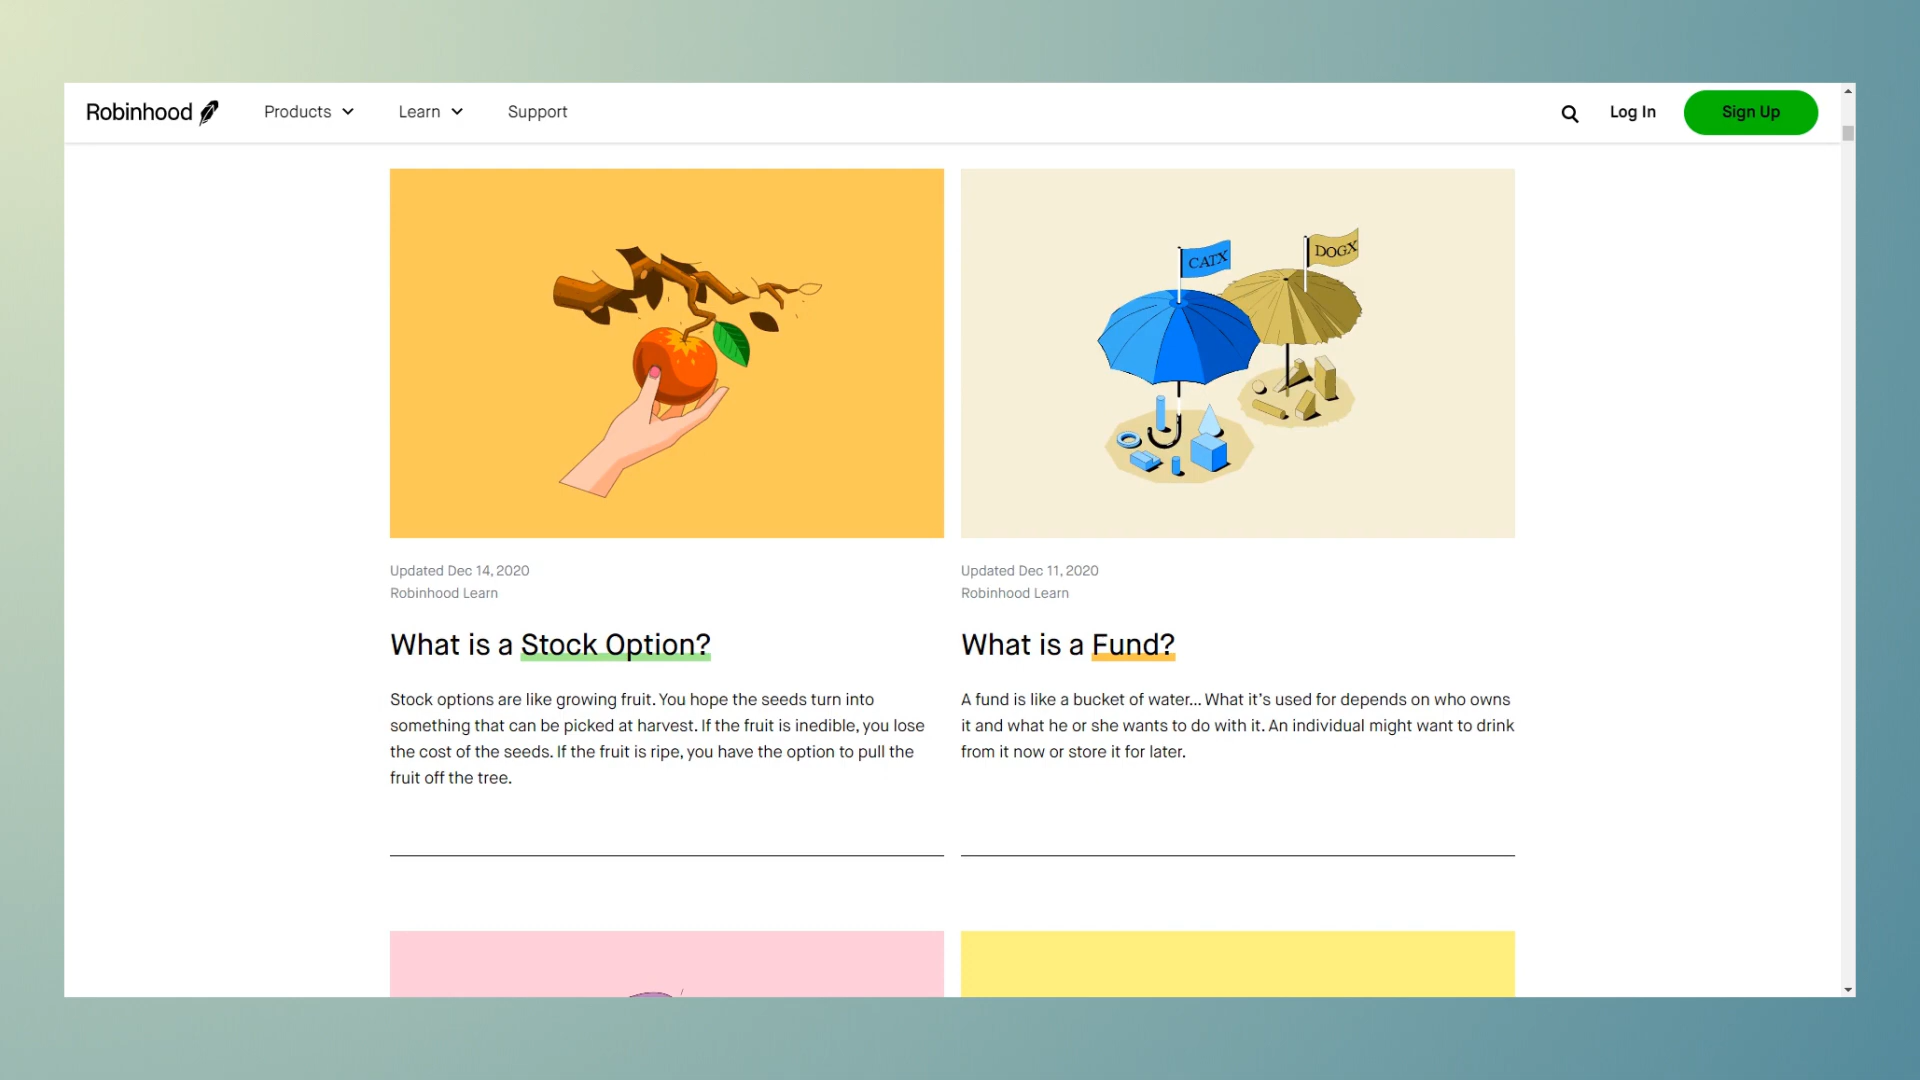 Robinhood
Products
Learn
Support
Log In
Sign Up
CATX
DOGX
Updated Dec 14, 2020
Robinhood Learn
What is a Stock Option?
Stock options are like growing fruit. You hope the seeds turn into
something that can be picked at harvest. If the fruit is inedible, you lose
the cost of the seeds. If the fruit is ripe, you have the option to pull the
fruit off the tree.
Updated Dec 11, 2020
Robinhood Learn
What is a Fund?
A fund is like a bucket of water... What it’s used for depends on who owns
it and what he or she wants to do with it. An individual might want to drink
from it now or store it for later.